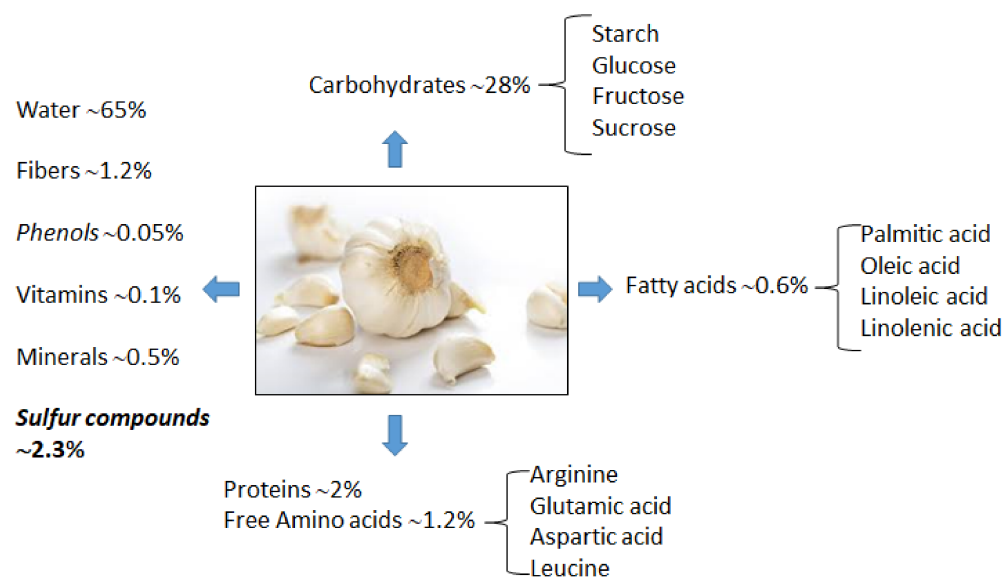 Carbohydrates ~28%
Starch
Glucose
Fructose
Sucrose
Water ~65%
Fibers ~1.2%
Phenols ~0.05%
Vitamins ~0.1%
Minerals ~0.5%
Sulfur compounds
~2.3%
Fatty acids ~0.6%
Palmitic acid
Oleic acid
Linoleic acid
Linolenic acid
Proteins ~2%
Free Amino acids ~1.2%
Arginine
Glutamic acid
Aspartic acid
Leucine